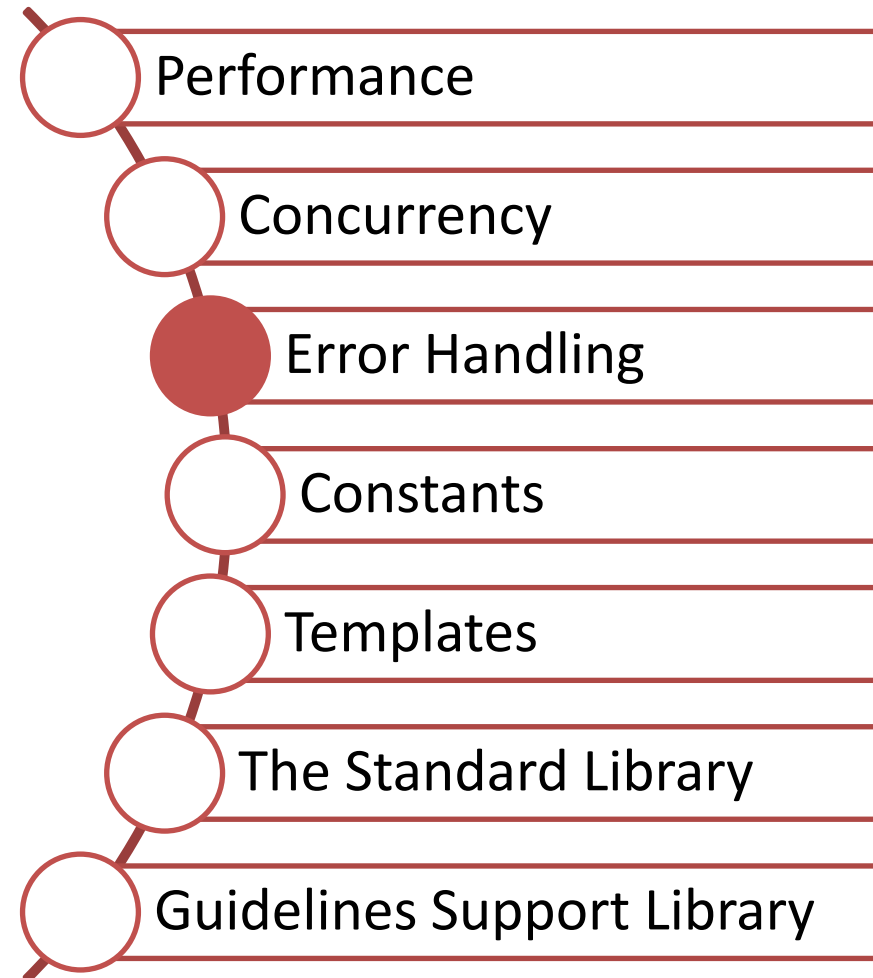 Performance
Concurrency
Error Handling
Constants
Templates
The Standard Library
Guidelines Support Library